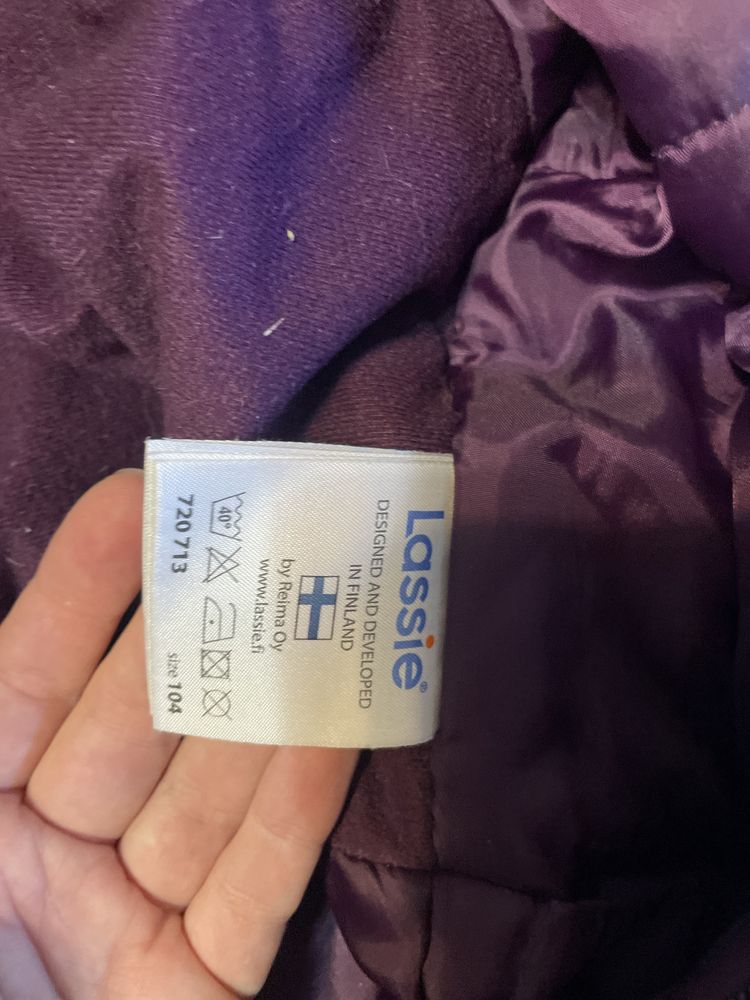 Lassie®
DESIGNED AND DEVELOPED
IN FINLAND
by Reima Oy
www.lassie.fi
40°
720 713
size 104